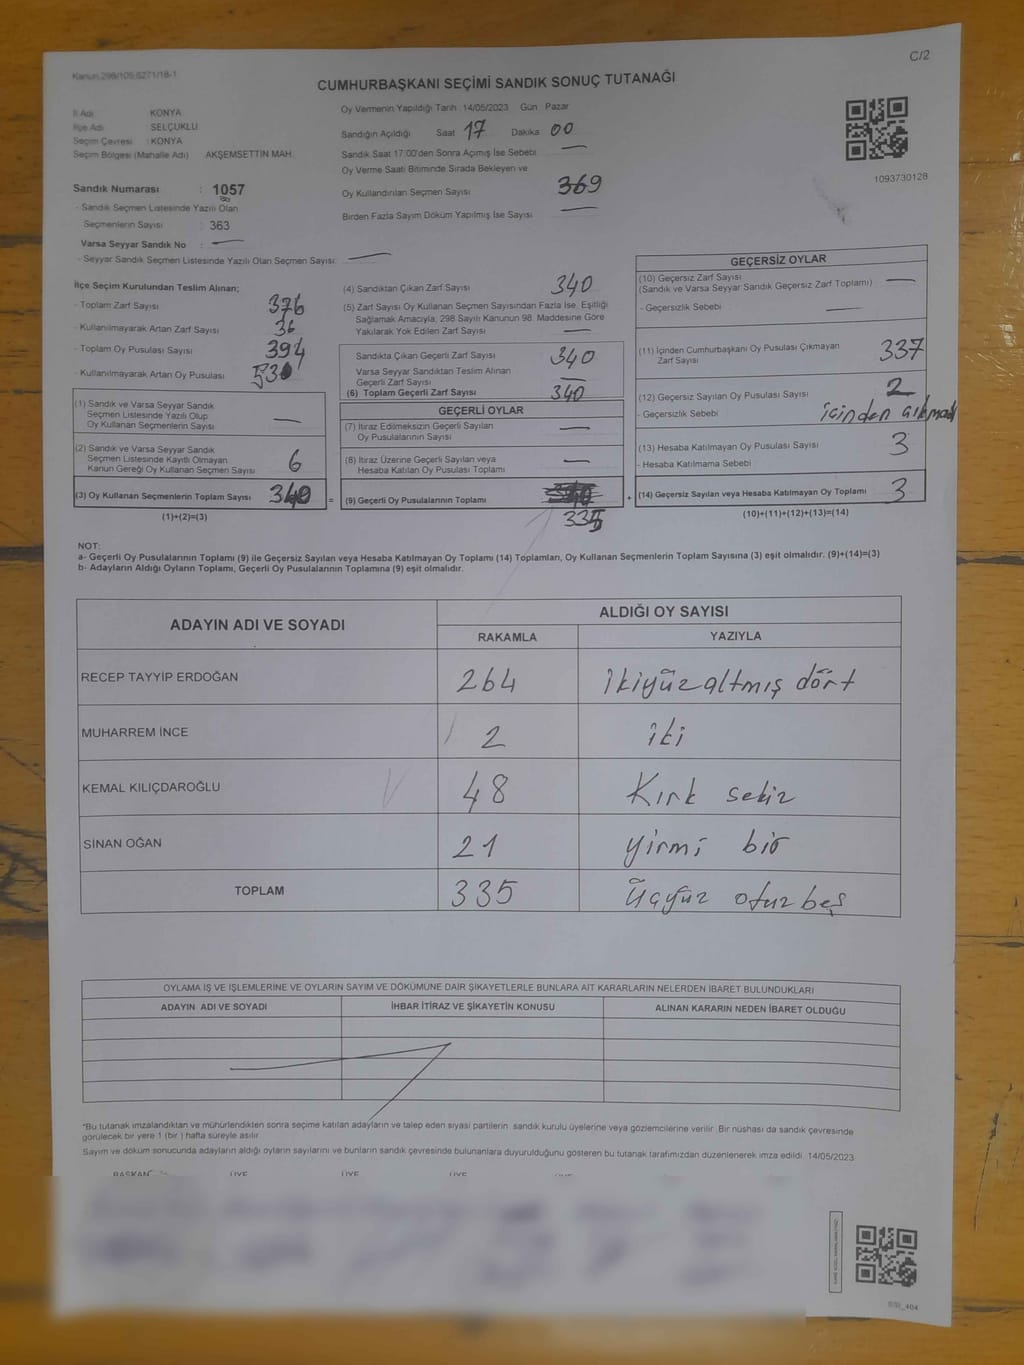 Kanun:298/105,6271/18-1
C/2
CUMHURBAŞKANI SEÇİMİ SANDIK SONUÇ TUTANAĞI
İl Adı KONYA
İlçe Adı SELÇUKLU
Seçim Çevresi : KONYA
Seçim Bölgesi (Mahalle Adı) AKŞEMSETTİN MAH.
Sandık Numarası : 1057
- Sandık Seçmen Listesinde Yazılı Olan
Seçmenlerin Sayısı : 363
Varsa Seyyar Sandık No : —
- Seyyar Sandık Seçmen Listesinde Yazılı Olan Seçmen Sayısı: —
Oy Vermenin Yapıldığı Tarih : 14/05/2023 Gün : Pazar
Sandığın Açıldığı Saat 17 Dakika 00
Sandık Saat 17:00'den Sonra Açımış İse Sebebi —
Oy Verme Saati Bitiminde Sırada Bekleyen ve
Oy Kullandırılan Seçmen Sayısı 369
Birden Fazla Sayım Döküm Yapılmış İse Sayısı —
1093730128
İlçe Seçim Kurulundan Teslim Alınan;
- Toplam Zarf Sayısı 376
- Kullanılmayarak Artan Zarf Sayısı 36
- Toplam Oy Pusulası Sayısı 394
- Kullanılmayarak Artan Oy Pusulası
(1) Sandık ve Varsa Seyyar Sandık
Seçmen Listesinde Yazılı Olup
Oy Kullanan Seçmenlerin Sayısı —
(2) Sandık ve Varsa Seyyar Sandık
Seçmen Listesinde Kayıtlı Olmayan
Kanun Gereği Oy Kullanan Seçmen Sayısı 6
(3) Oy Kullanan Seçmenlerin Toplam Sayısı 340 =
(1)+(2)=(3)
(4) Sandıktan Çıkan Zarf Sayısı 340
(5) Zarf Sayısı Oy Kullanan Seçmen Sayısından Fazla İse, Eşitliği
Sağlamak Amacıyla, 298 Sayılı Kanunun 98. Maddesine Göre
Yakılarak Yok Edilen Zarf Sayısı —
Sandıkta Çıkan Geçerli Zarf Sayısı 340
Varsa Seyyar Sandıktan Teslim Alınan
Geçerli Zarf Sayısı —
(6) Toplam Geçerli Zarf Sayısı 340
GEÇERLİ OYLAR
(7) İtiraz Edilmeksizin Geçerli Sayılan
Oy Pusulalarının Sayısı —
(8) İtiraz Üzerine Geçerli Sayılan veya
Hesaba Katılan Oy Pusulası Toplamı —
(9) Geçerli Oy Pusulalarının Toplamı +
335
GEÇERSİZ OYLAR
(10) Geçersiz Zarf Sayısı
(Sandık ve Varsa Seyyar Sandık Geçersiz Zarf Toplamı) —
- Geçersizlik Sebebi —
(11) İçinden Cumhurbaşkanı Oy Pusulası Çıkmayan
Zarf Sayısı 337
(12) Geçersiz Sayılan Oy Pusulası Sayısı 2
- Geçersizlik Sebebi içinden çıkmadı
(13) Hesaba Katılmayan Oy Pusulası Sayısı 3
- Hesaba Katılmama Sebebi
(14) Geçersiz Sayılan veya Hesaba Katılmayan Oy Toplamı 3
(10)+(11)+(12)+(13)=(14)
NOT:
a- Geçerli Oy Pusulalarının Toplamı (9) ile Geçersiz Sayılan veya Hesaba Katılmayan Oy Toplamı (14) Toplamları, Oy Kullanan Seçmenlerin Toplam Sayısına (3) eşit olmalıdır. (9)+(14)=(3)
b- Adayların Aldığı Oyların Toplamı, Geçerli Oy Pusulalarının Toplamına (9) eşit olmalıdır.
ADAYIN ADI VE SOYADI ALDIĞI OY SAYISI
RAKAMLA YAZIYLA
RECEP TAYYİP ERDOĞAN 264 ikiyüzaltmış dört
MUHARREM İNCE 2 iki
KEMAL KILIÇDAROĞLU 48 Kırk sekiz
SİNAN OĞAN 21 yirmi bir
TOPLAM 335 üçyüz otuz beş
OYLAMA İŞ VE İŞLEMLERİNE VE OYLARIN SAYIM VE DÖKÜMÜNE DAİR ŞİKAYETLERLE BUNLARA AİT KARARLARIN NELERDEN İBARET BULUNDUKLARI
ADAYIN ADI VE SOYADI İHBAR İTİRAZ VE ŞİKAYETİN KONUSU ALINAN KARARIN NEDEN İBARET OLDUĞU
*Bu tutanak imzalandıktan ve mühürlendikten sonra seçime katılan adayların ve talep eden siyasi partilerin sandık kurulu üyelerine veya gözlemcilerine verilir. Bir nüshası da sandık çevresinde
görülecek bir yere 1 (bir ) hafta süreyle asılır.
Sayım ve döküm sonucunda adayların aldığı oyların sayılarını ve bunların sandık çevresinde bulunanlara duyurulduğunu gösteren bu tutanak tarafımızdan düzenlenerek imza edildi. 14/05/2023
BAŞKAN ÜYE ÜYE ÜYE ÜYE